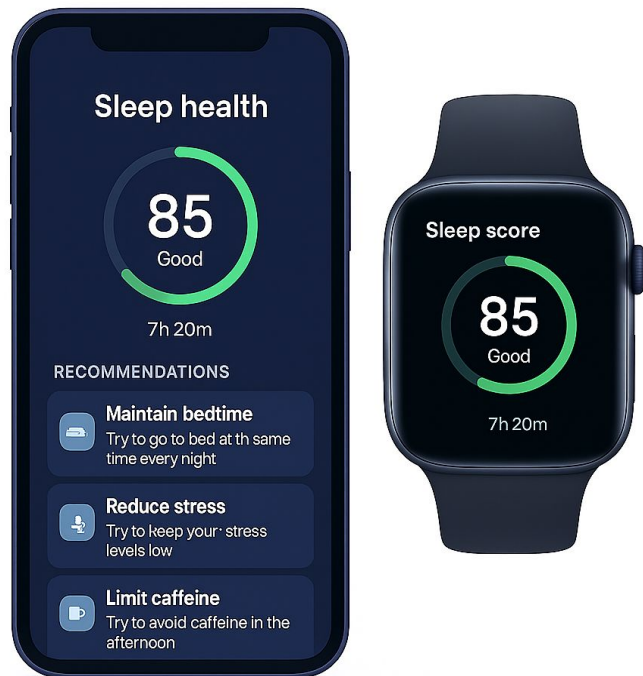 Sleep health
85
Good
7h 20m
RECOMMENDATIONS
Maintain bedtime
Try to go to bed at th same
time every night
Reduce stress
Try to keep your· stress
levels low
Limit caffeine
Try to avoid caffeine in the
afternoon
Sleep score
85
Good
7h 20m